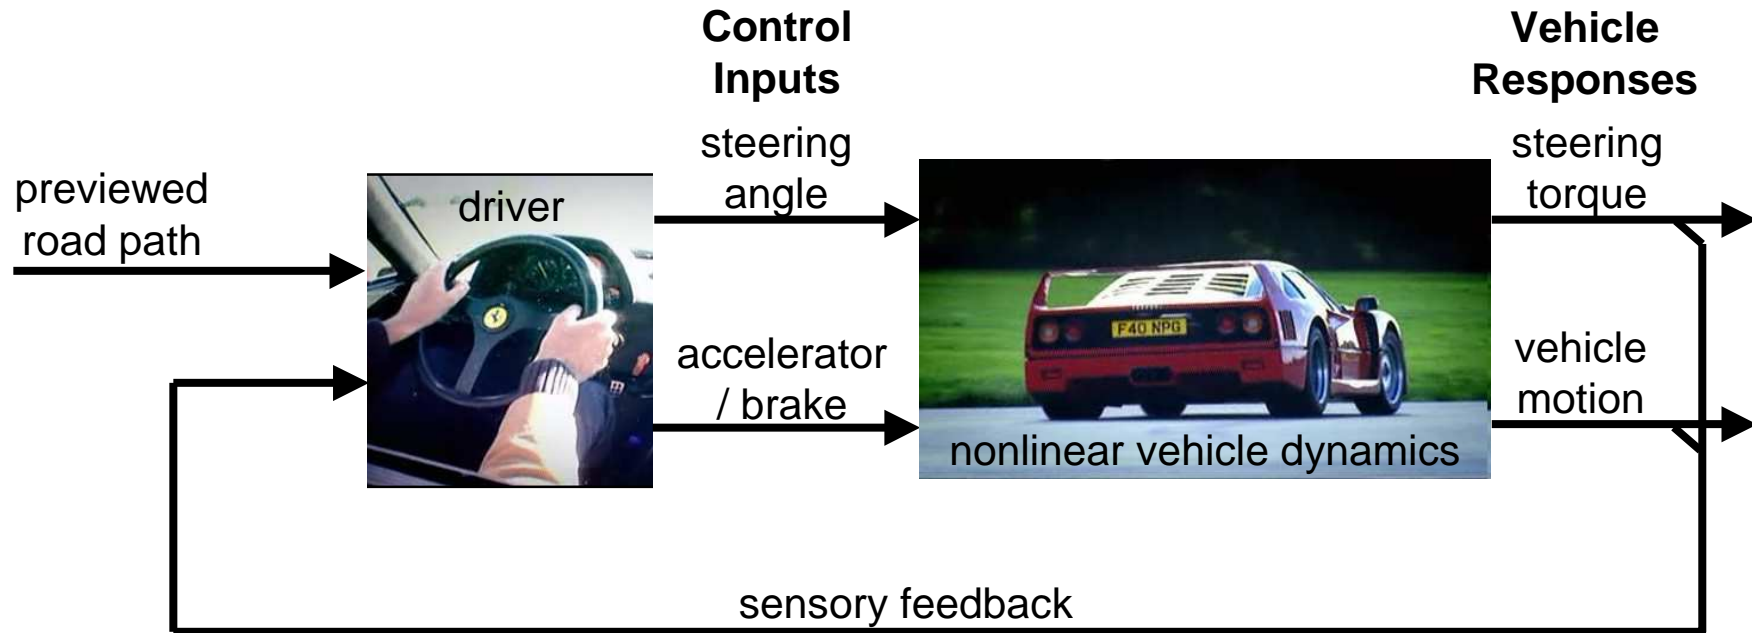 Control
Inputs
Vehicle
Responses
steering
angle
steering
torque
previewed
road path
driver
accelerator
/ brake
vehicle
motion
F40 NPG
nonlinear vehicle dynamics
sensory feedback